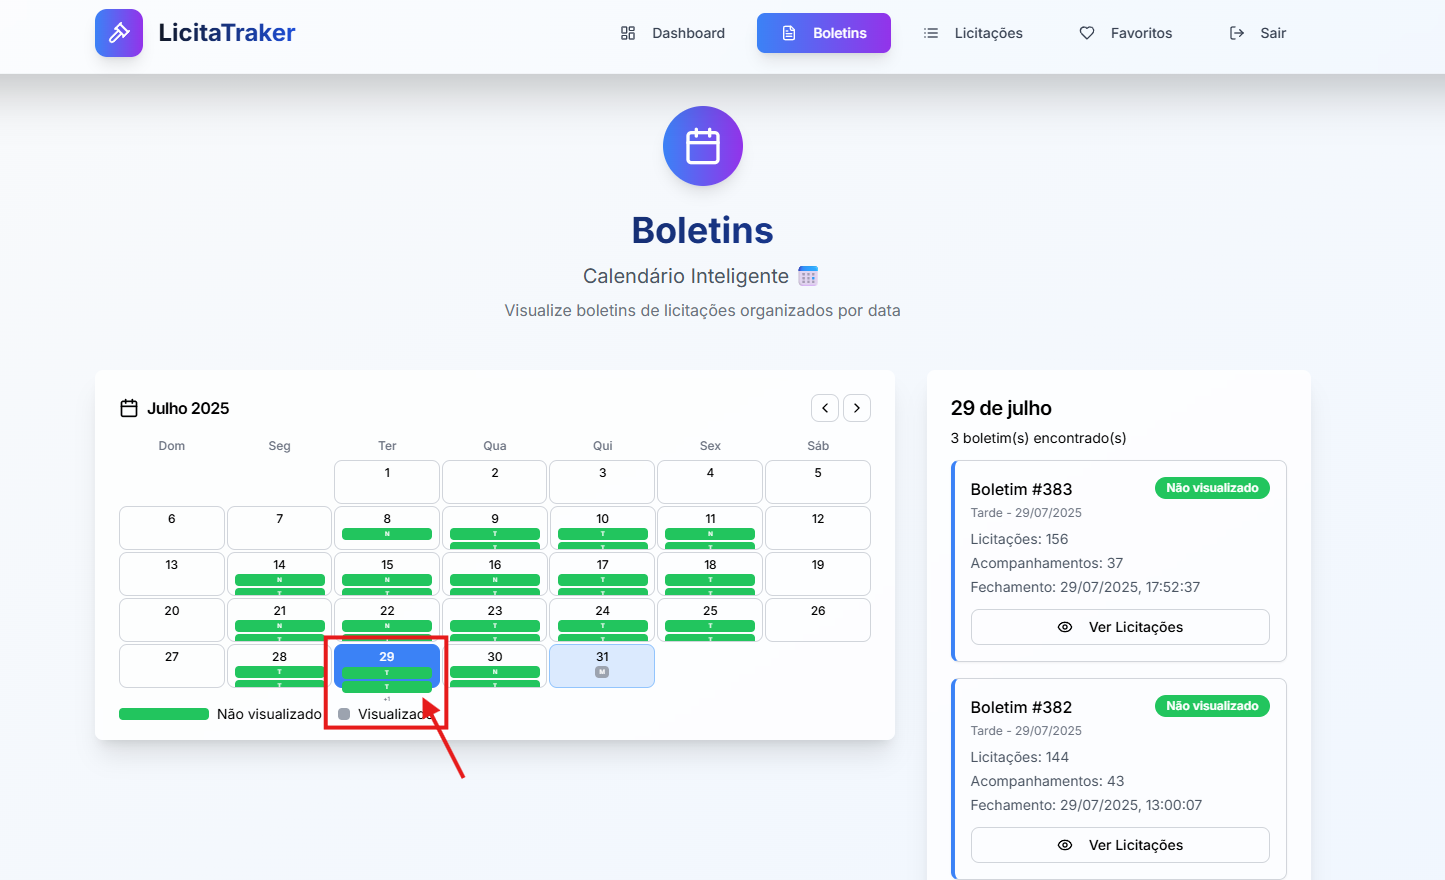 LicitaTraker
Dashboard
Boletins
Licitações
Favoritos
Sair
Boletins
Calendário Inteligente
Visualize boletins de licitações organizados por data
Julho 2025
Dom Seg Ter Qua Qui Sex Sáb
1 2 3 4 5
6 7 8 9 10 11 12
N T T N
T T T
13 14 15 16 17 18 19
N N N T T
T T T T T
20 21 22 23 24 25 26
N N T T T
T T T T
27 28 29 30 31
T T N M
T T T
+1
Não visualizado
Visualizado
29 de julho
3 boletim(s) encontrado(s)
Boletim #383
Não visualizado
Tarde - 29/07/2025
Licitações: 156
Acompanhamentos: 37
Fechamento: 29/07/2025, 17:52:37
Ver Licitações
Boletim #382
Não visualizado
Tarde - 29/07/2025
Licitações: 144
Acompanhamentos: 43
Fechamento: 29/07/2025, 13:00:07
Ver Licitações